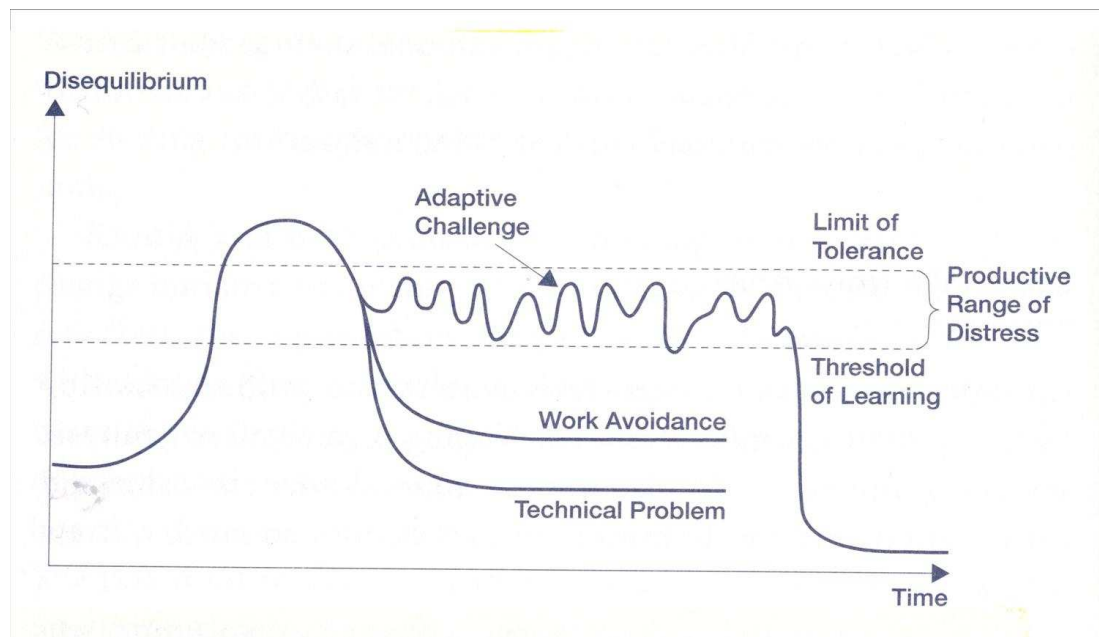 Disequilibrium
Adaptive
Challenge
Limit of
Tolerance
Productive
Range of
Distress
Threshold
of Learning
Work Avoidance
Technical Problem
Time